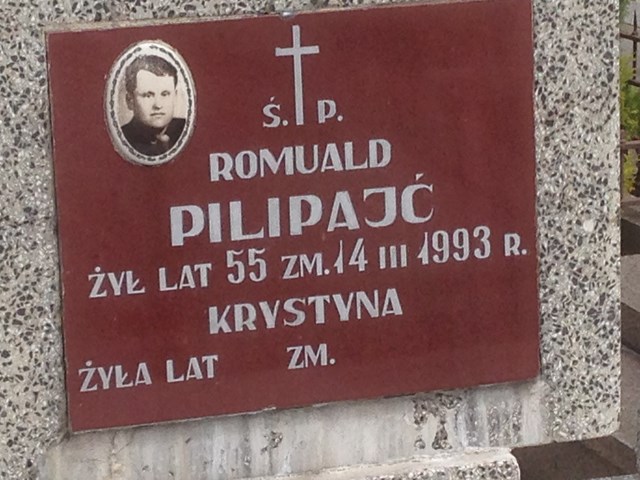 Ś. P.
ROMUALD
PILIPAJĆ
ŻYŁ LAT 55 ZM. 14 III 1993 R.
KRYSTYNA
ŻYŁA LAT ZM.